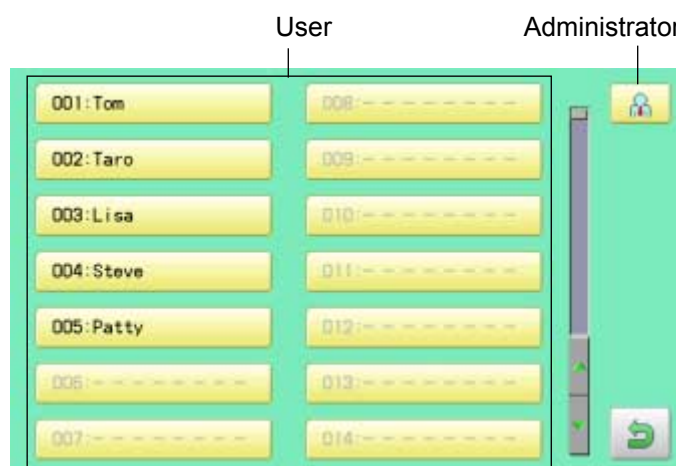 User Administrator
001:Tom
002:Taro
003:Lisa
004:Steve
005:Patty
006:- - - - - - - -
007:- - - - - - - -
008:- - - - - - - -
009:- - - - - - - -
010:- - - - - - - -
011:- - - - - - - -
012:- - - - - - - -
013:- - - - - - - -
014:- - - - - - - -